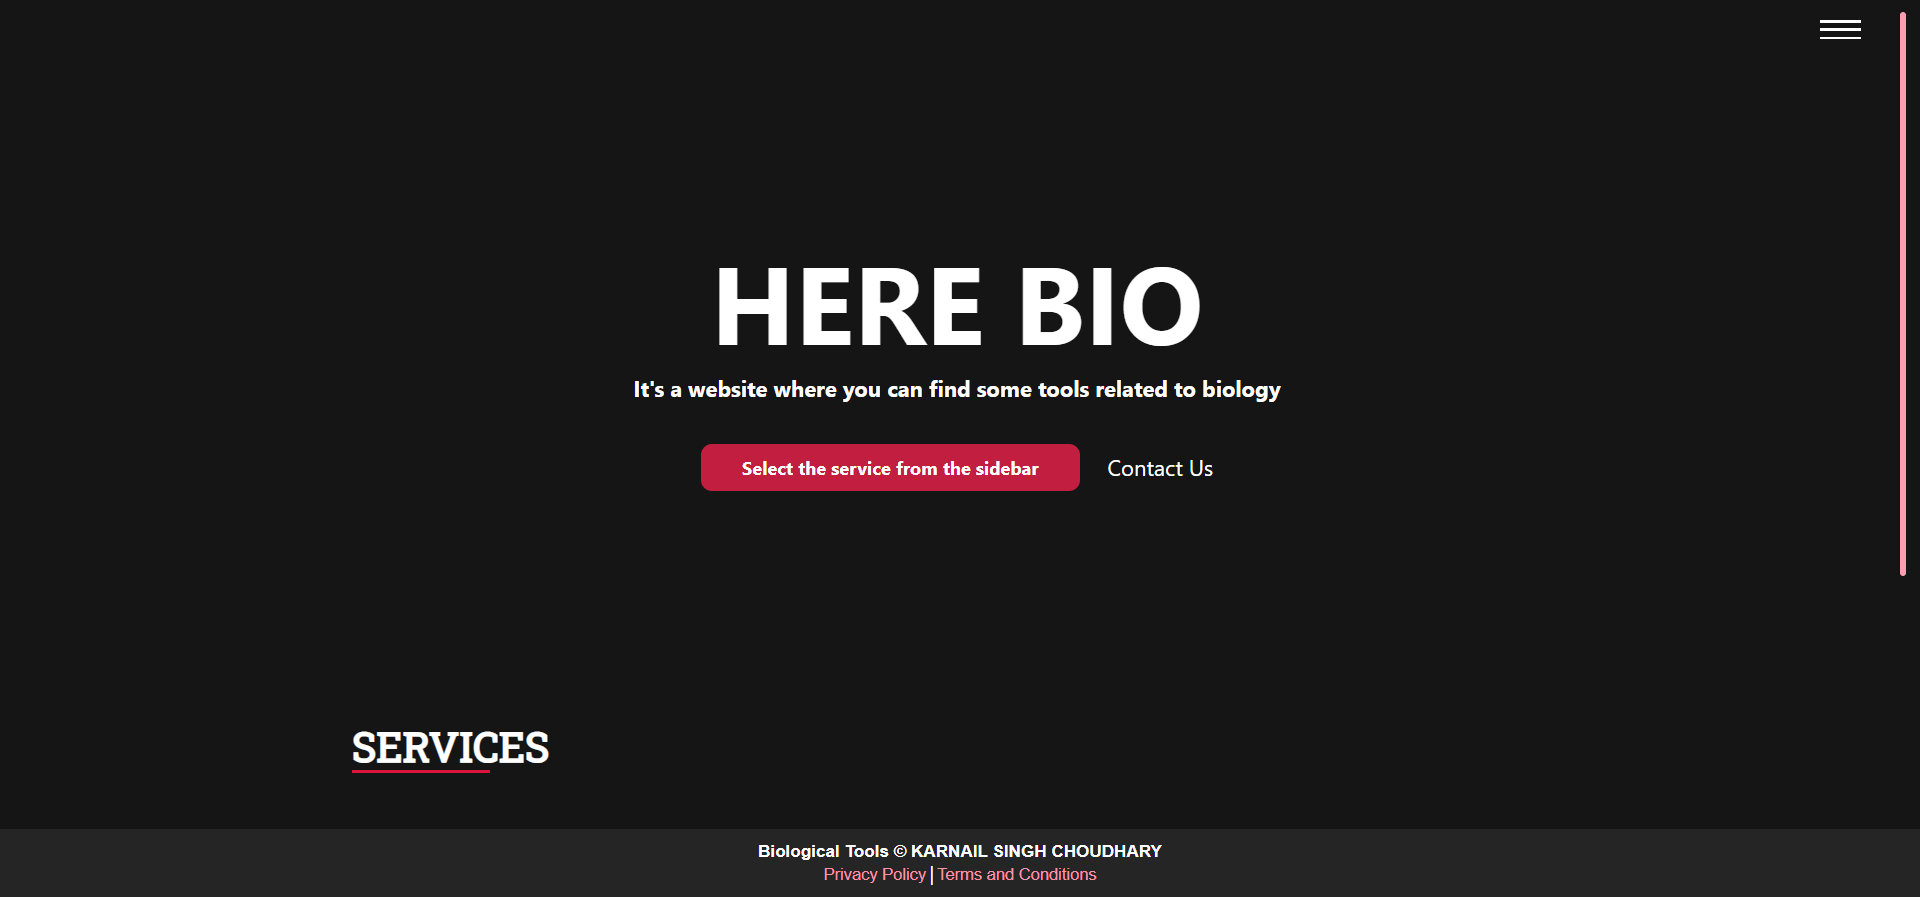 HERE BIO
It's a website where you can find some tools related to biology
Select the service from the sidebar
Contact Us
SERVICES
Biological Tools © KARNAIL SINGH CHOUDHARY
Privacy Policy | Terms and Conditions